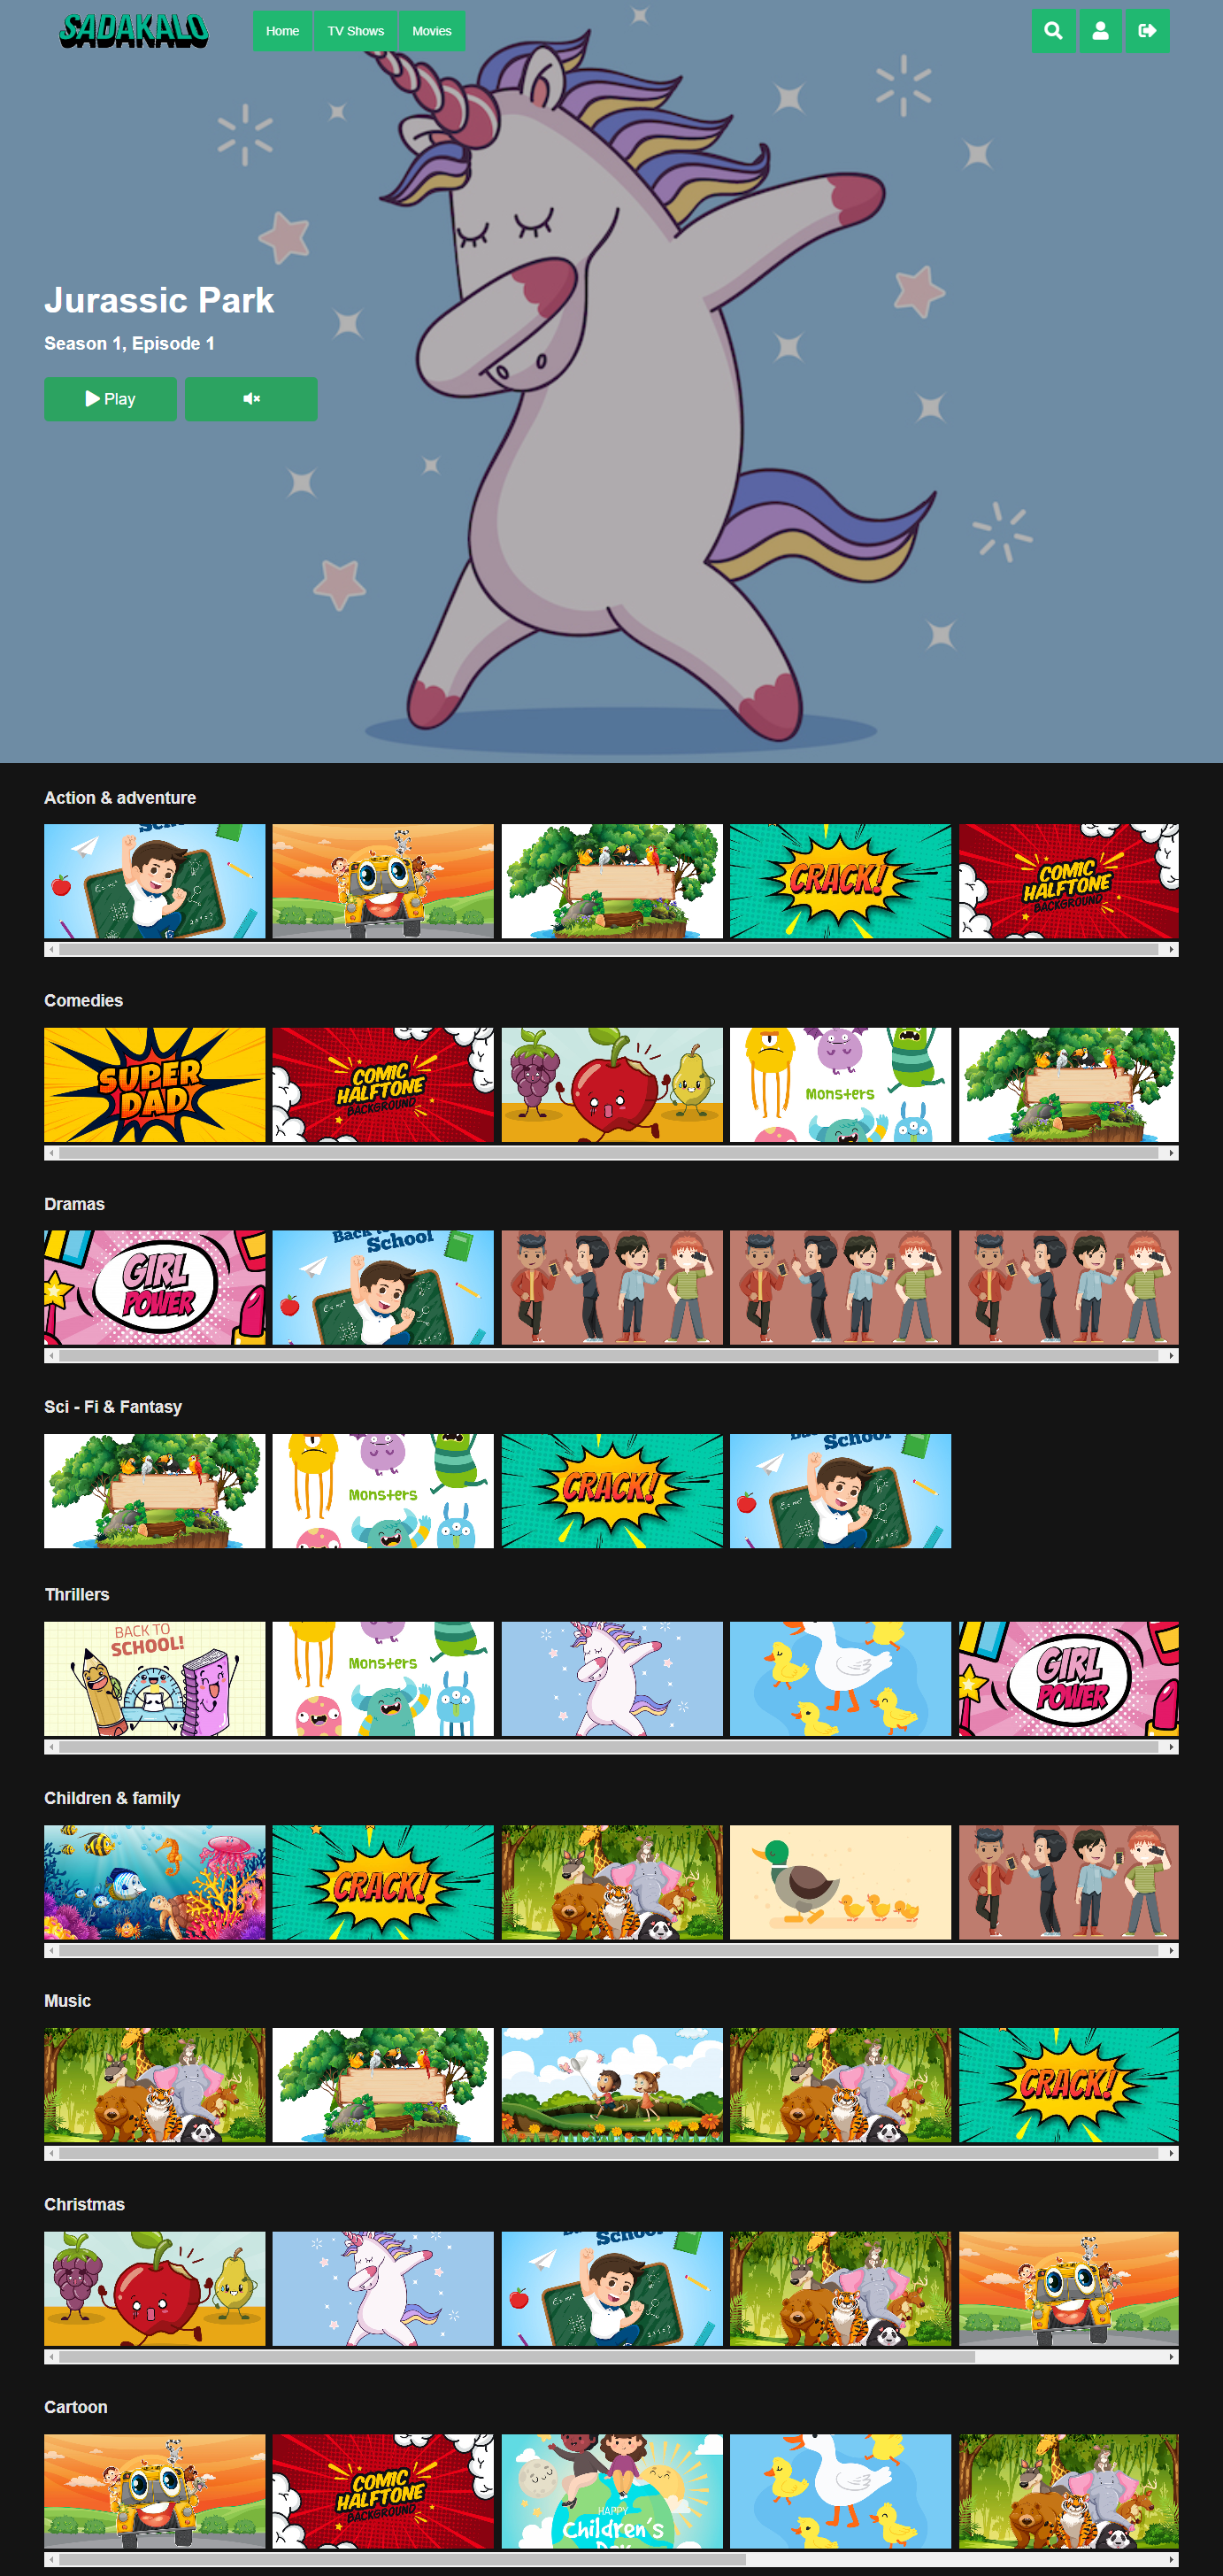 SADAKALO
Home
TV Shows
Movies
Jurassic Park
Season 1, Episode 1
Play
Action & adventure
CRACK!
COMIC
HALFTONE
BACKGROUND
Comedies
SUPER
DAD
COMIC
HALFTONE
BACKGROUND
Monsters
Dramas
GIRL
POWER
Back to
School
Sci - Fi & Fantasy
Monsters
CRACK!
School
Thrillers
BACK TO
SCHOOL!
Monsters
GIRL
POWER
Children & family
CRACK!
Music
CRACK!
Christmas
School
Cartoon
COMIC
HALFTONE
BACKGROUND
HAPPY
Children's